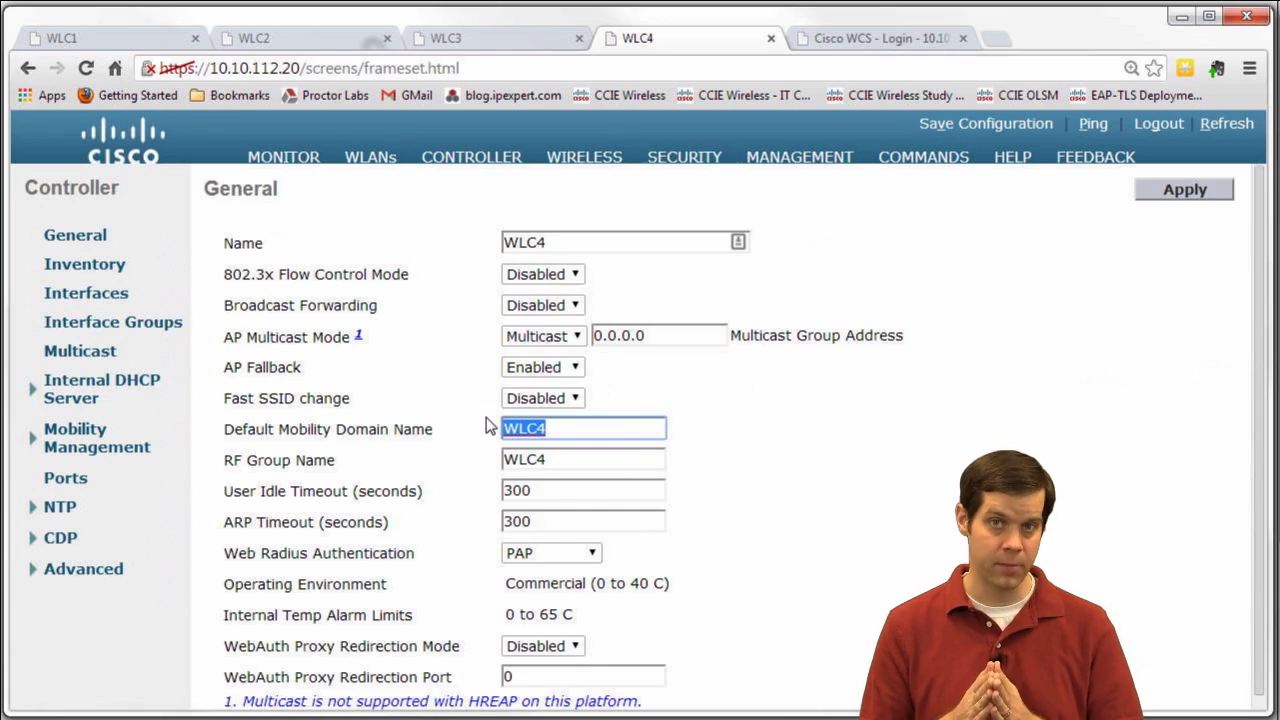 WLC1
WLC2
WLC3
WLC4
Cisco WCS - Login - 10.10
https://10.10.112.20/screens/frameset.html
Apps Getting Started Bookmarks Proctor Labs GMail blog.ipexpert.com CCIE Wireless CCIE Wireless - IT C... CCIE Wireless Study ... CCIE OLSM EAP-TLS Deployme...
Save Configuration | Ping | Logout | Refresh
CISCO
MONITOR WLANs CONTROLLER WIRELESS SECURITY MANAGEMENT COMMANDS HELP FEEDBACK
Controller
General
Inventory
Interfaces
Interface Groups
Multicast
Internal DHCP
Server
Mobility
Management
Ports
NTP
CDP
Advanced
General
Apply
Name WLC4
802.3x Flow Control Mode Disabled
Broadcast Forwarding Disabled
AP Multicast Mode 1 Multicast 0.0.0.0 Multicast Group Address
AP Fallback Enabled
Fast SSID change Disabled
Default Mobility Domain Name WLC4
RF Group Name WLC4
User Idle Timeout (seconds) 300
ARP Timeout (seconds) 300
Web Radius Authentication PAP
Operating Environment Commercial (0 to 40 C)
Internal Temp Alarm Limits 0 to 65 C
WebAuth Proxy Redirection Mode Disabled
WebAuth Proxy Redirection Port 0
1. Multicast is not supported with HREAP on this platform.